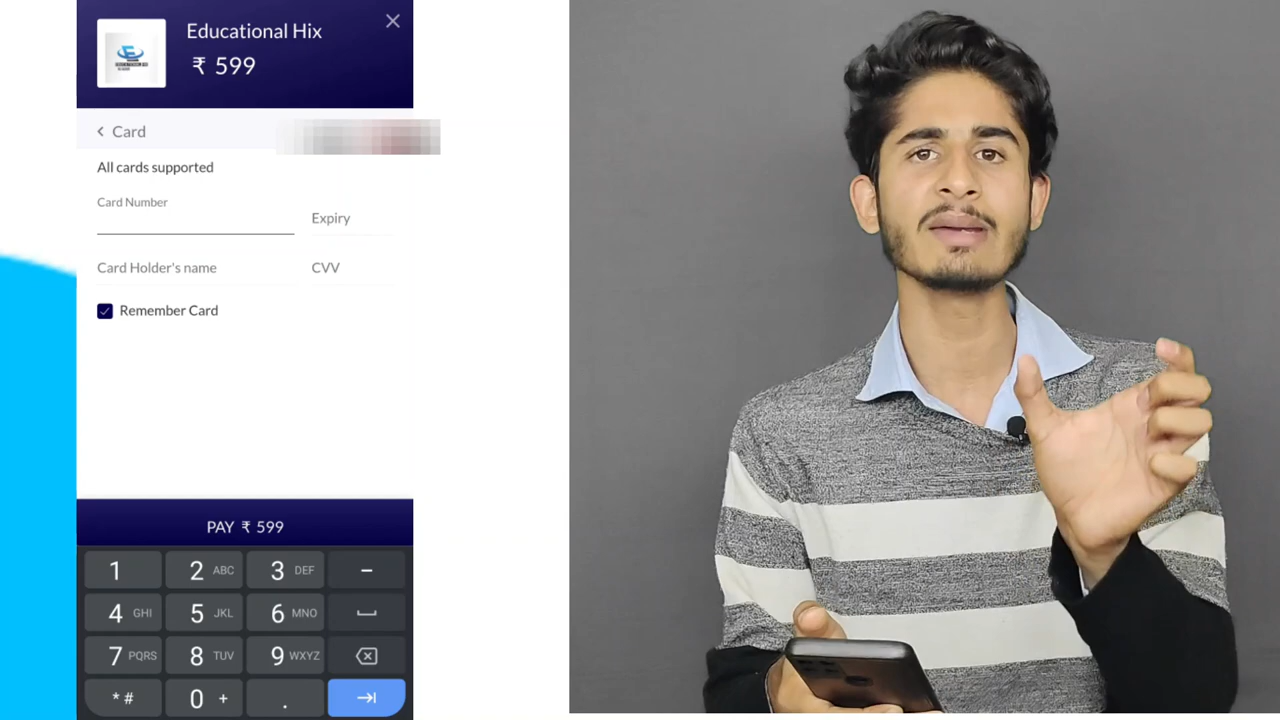 Educational Hix
₹ 599
Card
All cards supported
Card Number
Expiry
Card Holder's name
CVV
Remember Card
PAY ₹ 599
1
2 ABC
3 DEF
–
4 GHI
5 JKL
6 MNO
7 PQRS
8 TUV
9 WXYZ
* #
0 +
.